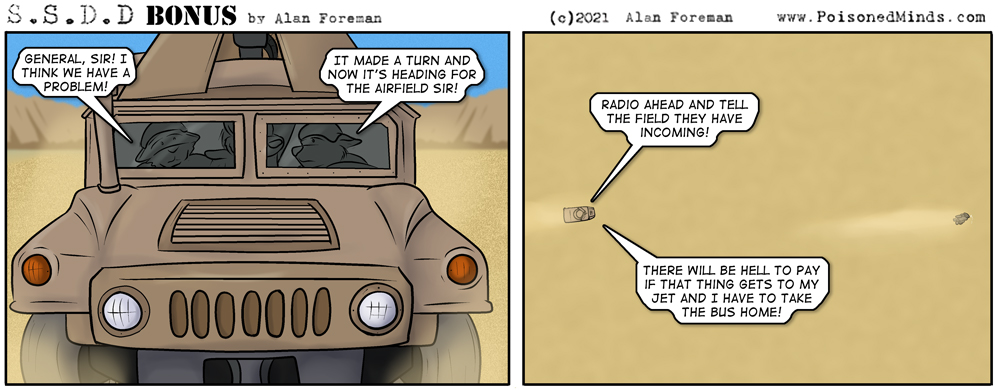 S.S.D.D BONUS by Alan Foreman
(c)2021 Alan Foreman www.PoisonedMinds.com
GENERAL, SIR! I
THINK WE HAVE A
PROBLEM!
IT MADE A TURN AND
NOW IT'S HEADING FOR
THE AIRFIELD SIR!
RADIO AHEAD AND TELL
THE FIELD THEY HAVE
INCOMING!
THERE WILL BE HELL TO PAY
IF THAT THING GETS TO MY
JET AND I HAVE TO TAKE
THE BUS HOME!